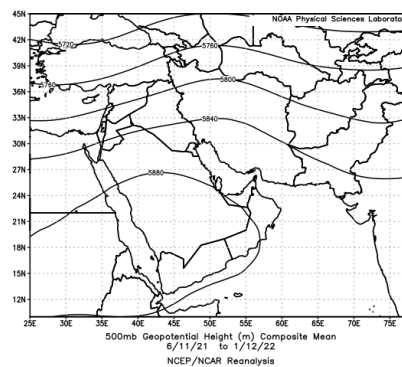 45N
42N
39N
36N
33N
30N
27N
24N
21N
18N
15N
12N
NOAA Physical Sciences Laborato
5720
5760
5760
5800
5840
5880
25E 30E 35E 40E 45E 50E 55E 60E 65E 70E 75E
500mb Geopotential Height (m) Composite Mean
6/11/21 to 1/12/22
NCEP/NCAR Reanalysis